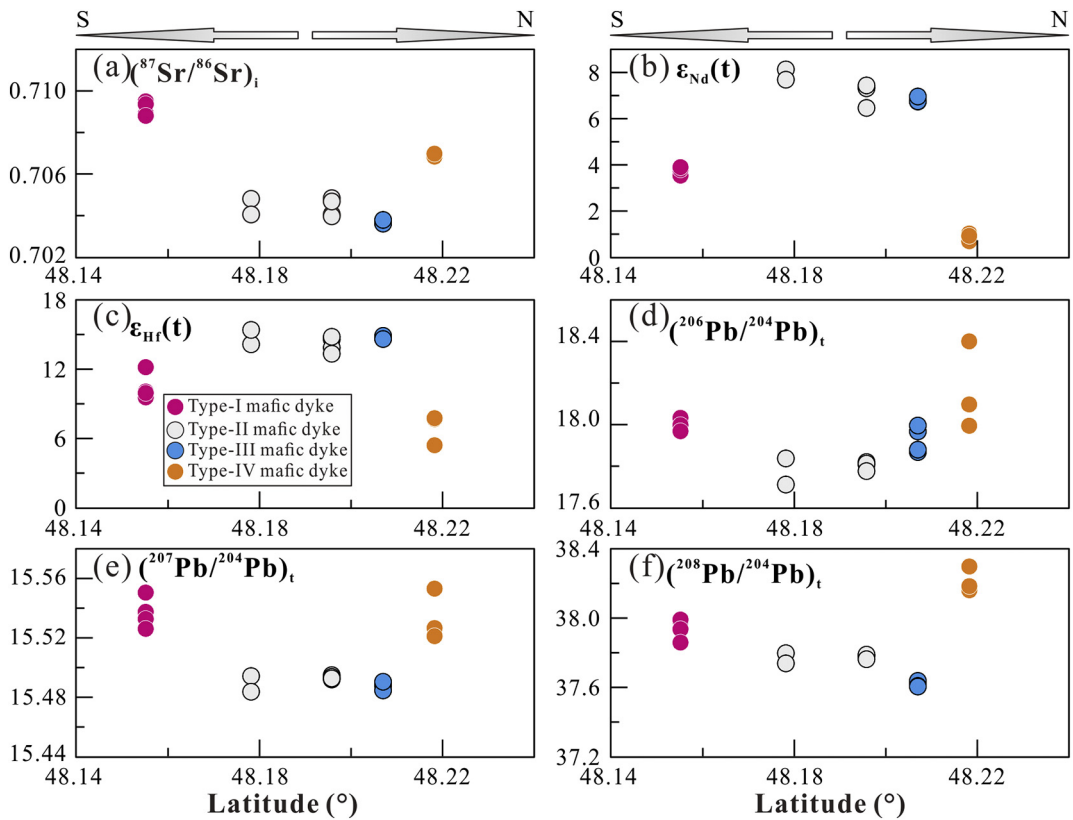 S N S N
(a) (⁸⁷Sr/⁸⁶Sr)ᵢ
0.710
0.706
0.702
48.14 48.18 48.22
(b) εNd(t)
8
6
4
2
0
48.14 48.18 48.22
(c) εHf(t)
18
12
6
0
Type-I mafic dyke
Type-II mafic dyke
Type-III mafic dyke
Type-IV mafic dyke
48.14 48.18 48.22
(d) (²⁰⁶Pb/²⁰⁴Pb)ₜ
18.4
18.0
17.6
48.14 48.18 48.22
(e) (²⁰⁷Pb/²⁰⁴Pb)ₜ
15.56
15.52
15.48
15.44
48.14 48.18 48.22
Latitude (°)
(f) (²⁰⁸Pb/²⁰⁴Pb)ₜ
38.4
38.0
37.6
37.2
48.14 48.18 48.22
Latitude (°)